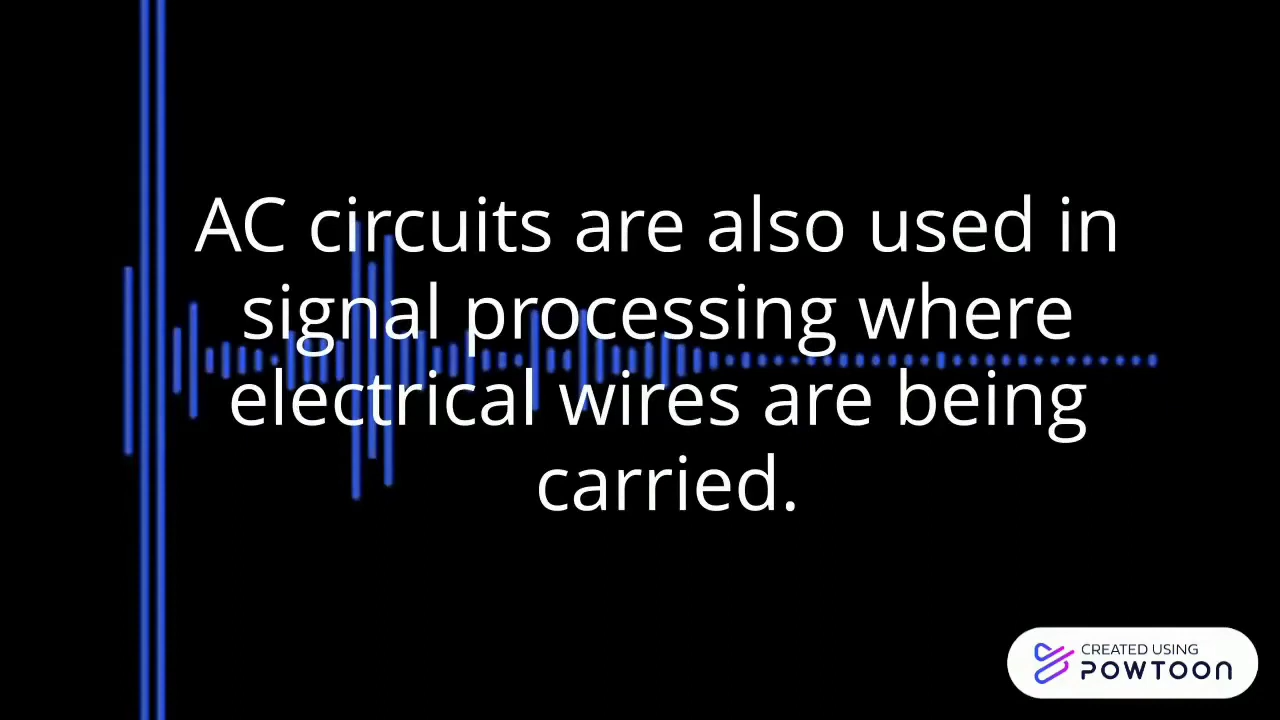 AC circuits are also used in
signal processing where
electrical wires are being
carried.
CREATED USING
POWTOON